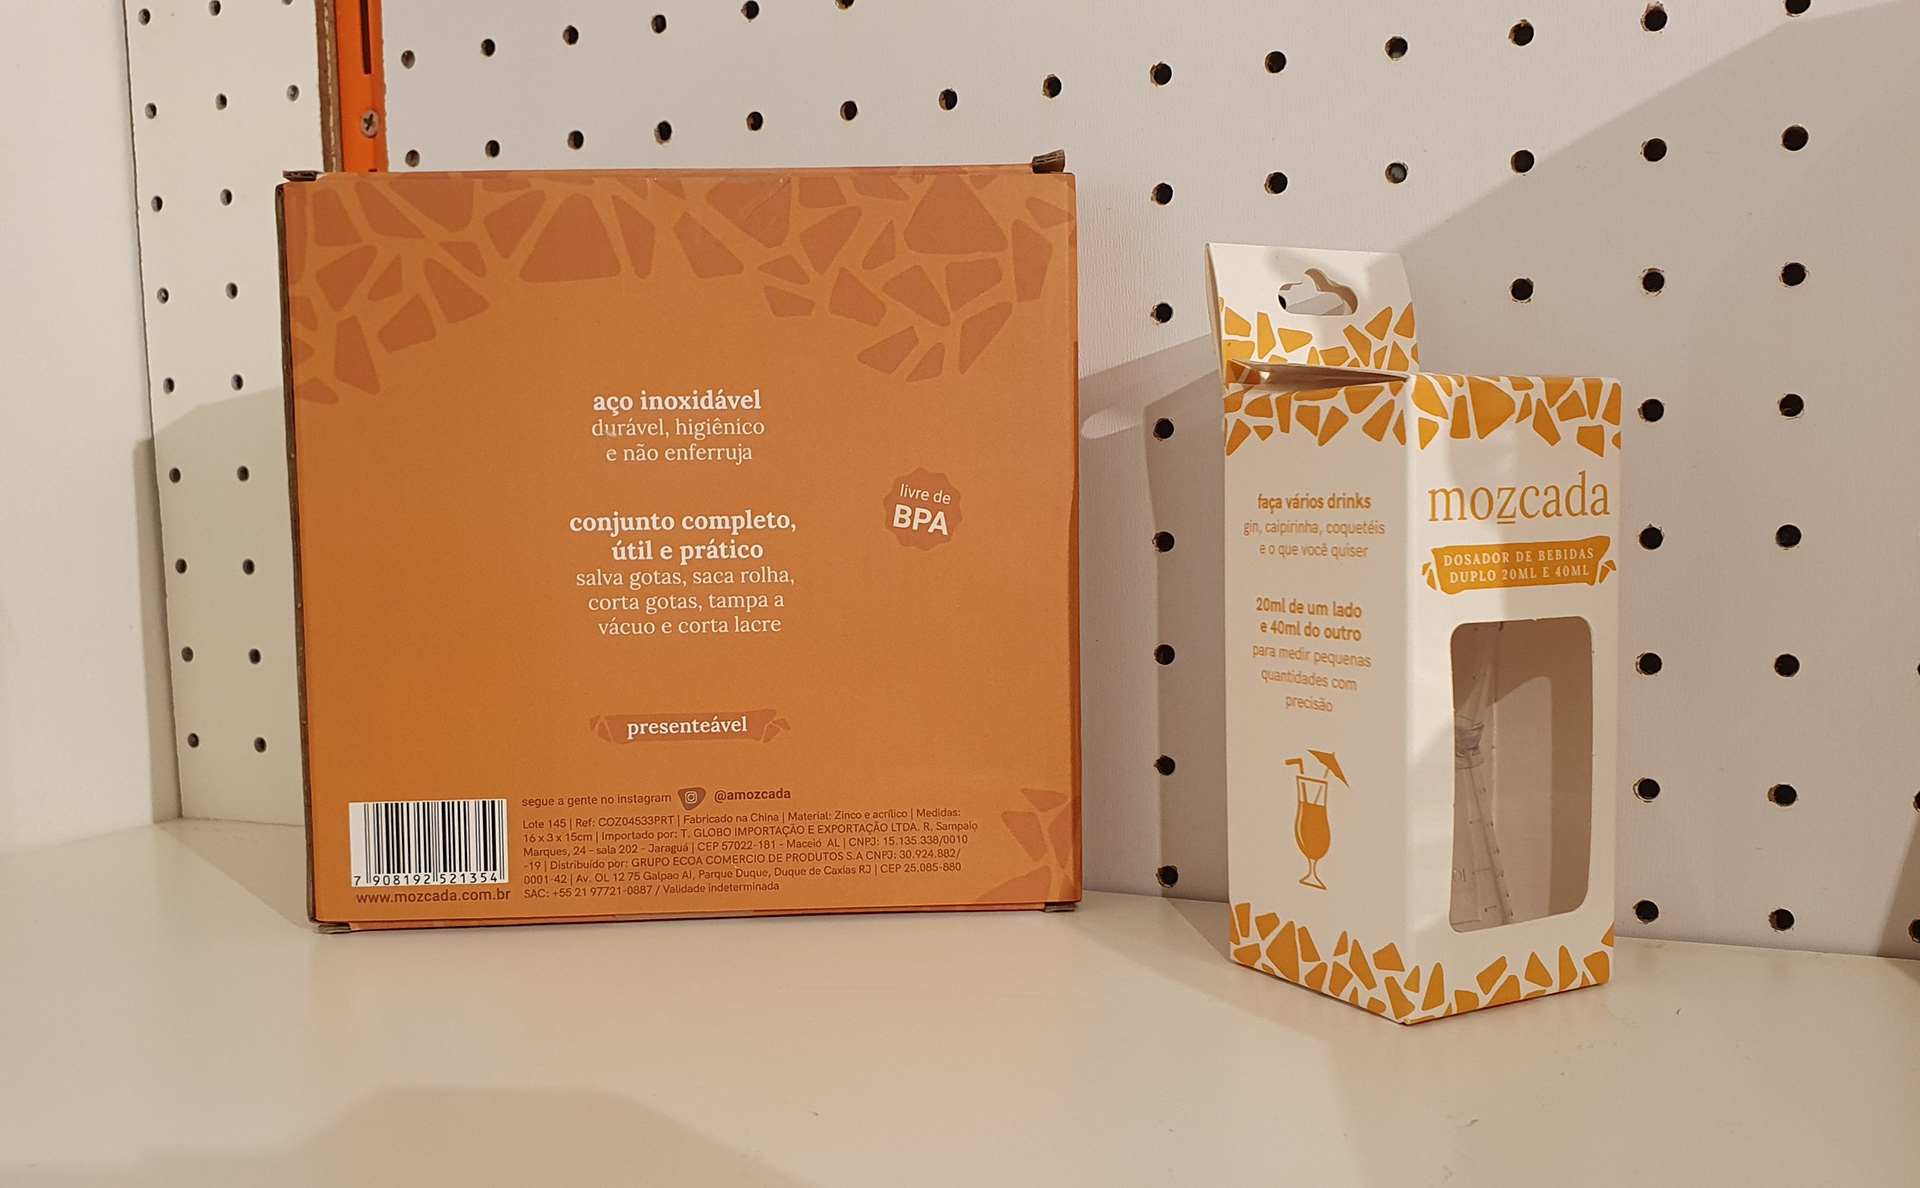 aço inoxidável
durável, higiênico
e não enferruja
livre de
BPA
conjunto completo,
útil e prático
salva gotas, saca rolha,
corta gotas, tampa a
vácuo e corta lacre
presenteável
segue a gente no instagram @amozcada
Lote 145 | Ref: COZ04533PRT | Fabricado na China | Material: Zinco e acrílico | Medidas:
16 x 3 x 15cm | Importado por: T. GLOBO IMPORTAÇÃO E EXPORTAÇÃO LTDA. R. Sampaio
Marques, 24 - sala 202 - Jaraguá | CEP 57022-181 - Maceió AL | CNPJ: 15.135.338/0010
-19 | Distribuído por: GRUPO ECOA COMERCIO DE PRODUTOS S.A CNPJ: 30.924.882/
0001-42 | Av. OL 12 75 Galpao AI, Parque Duque, Duque de Caxias RJ | CEP 25.085-880
SAC: +55 21 97721-0887 / Validade indeterminada
7 908192 521354
www.mozcada.com.br
faça vários drinks
gin, caipirinha, coquetéis
e o que você quiser
20ml de um lado
e 40ml do outro
para medir pequenas
quantidades com
precisão
mozcada
DOSADOR DE BEBIDAS
DUPLO 20ML E 40ML